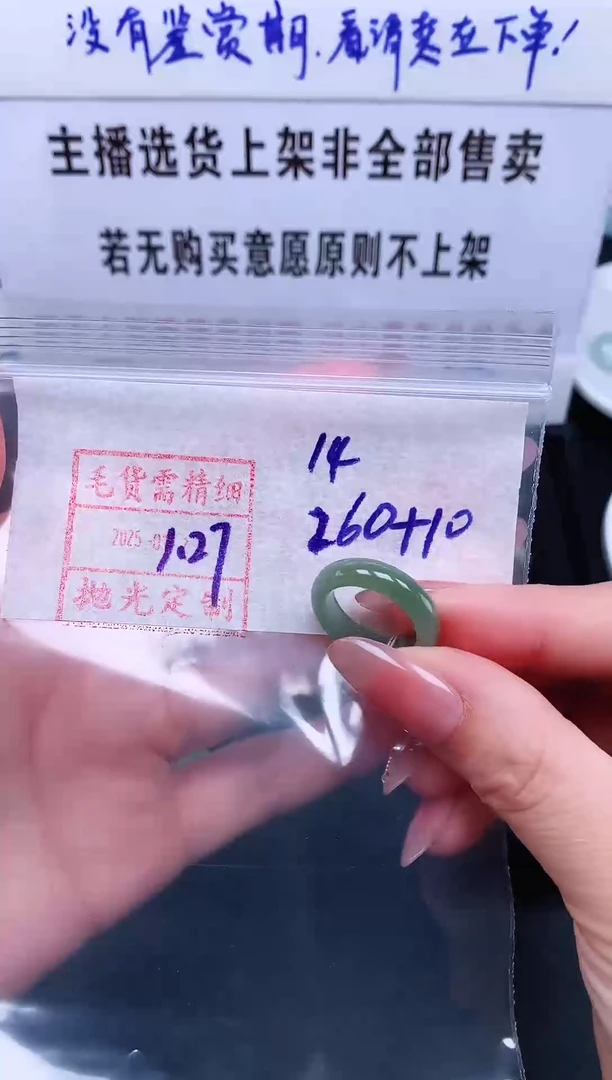 没有鉴赏期.看清楚在下单!
主播选货上架非全部售卖
若无购买意愿原则不上架
14
260+10
毛货需精细
1.27
抛光定制